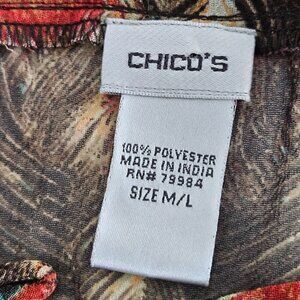 CHICO'S
100% POLYESTER
MADE IN INDIA
RN# 79984
SIZE M/L